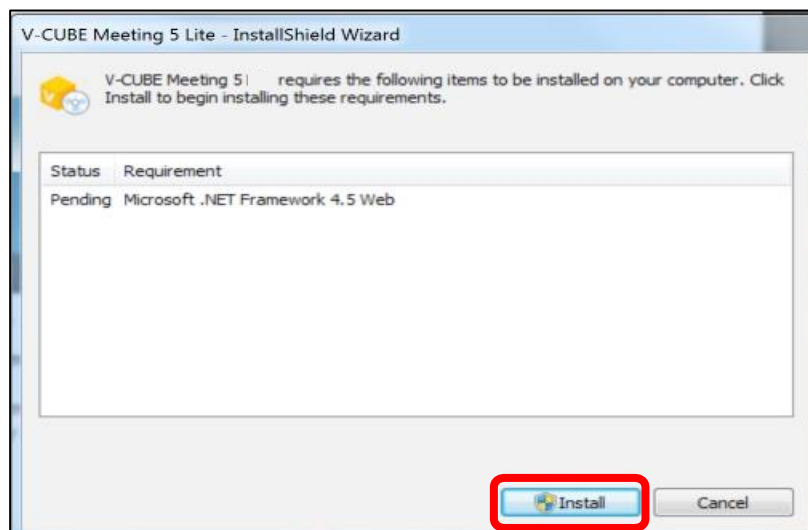 V-CUBE Meeting 5 Lite - InstallShield Wizard
V-CUBE Meeting 5 requires the following items to be installed on your computer. Click
Install to begin installing these requirements.
Status Requirement
Pending Microsoft .NET Framework 4.5 Web
Install Cancel